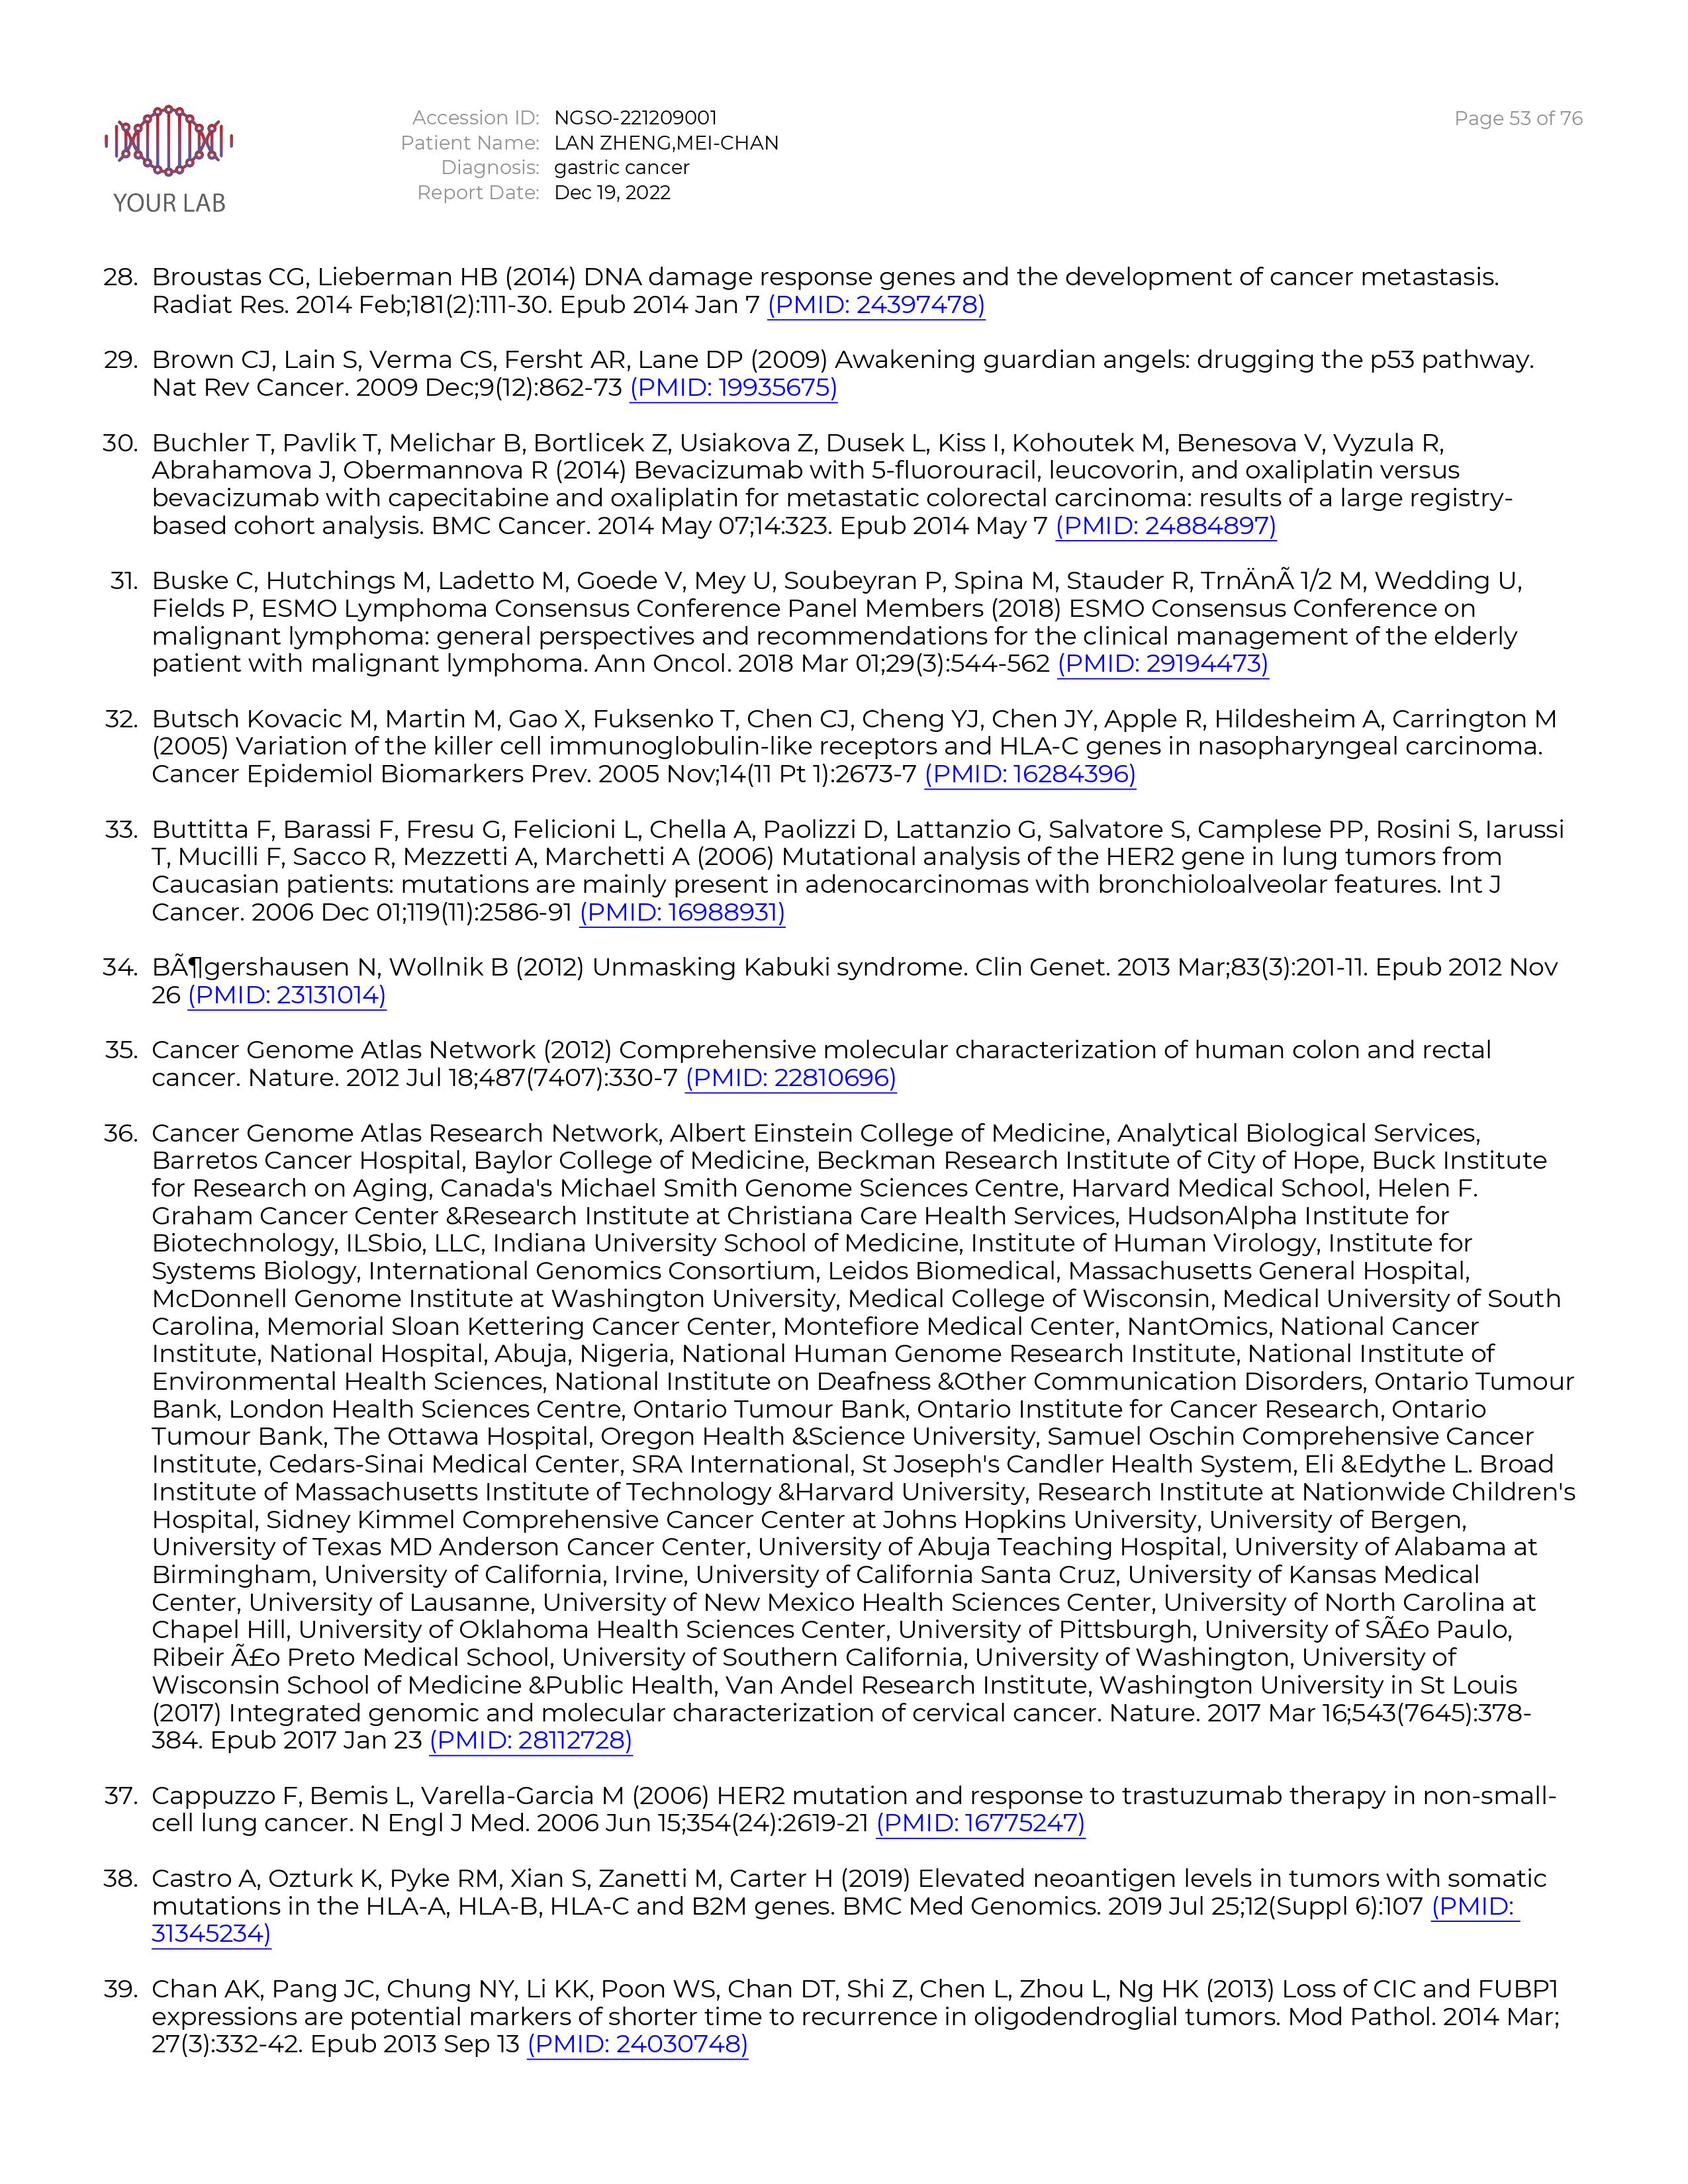 YOUR LAB
Accession ID: NGSO-221209001
Patient Name: LAN ZHENG,MEI-CHAN
Diagnosis: gastric cancer
Report Date: Dec 19, 2022
Page 53 of 76
28. Broustas CG, Lieberman HB (2014) DNA damage response genes and the development of cancer metastasis.
Radiat Res. 2014 Feb;181(2):111-30. Epub 2014 Jan 7 (PMID: 24397478)
29. Brown CJ, Lain S, Verma CS, Fersht AR, Lane DP (2009) Awakening guardian angels: drugging the p53 pathway.
Nat Rev Cancer. 2009 Dec;9(12):862-73 (PMID: 19935675)
30. Buchler T, Pavlik T, Melichar B, Bortlicek Z, Usiakova Z, Dusek L, Kiss I, Kohoutek M, Benesova V, Vyzula R,
Abrahamova J, Obermannova R (2014) Bevacizumab with 5-fluorouracil, leucovorin, and oxaliplatin versus
bevacizumab with capecitabine and oxaliplatin for metastatic colorectal carcinoma: results of a large registry-
based cohort analysis. BMC Cancer. 2014 May 07;14:323. Epub 2014 May 7 (PMID: 24884897)
31. Buske C, Hutchings M, Ladetto M, Goede V, Mey U, Soubeyran P, Spina M, Stauder R, TrnÄnÃ 1/2 M, Wedding U,
Fields P, ESMO Lymphoma Consensus Conference Panel Members (2018) ESMO Consensus Conference on
malignant lymphoma: general perspectives and recommendations for the clinical management of the elderly
patient with malignant lymphoma. Ann Oncol. 2018 Mar 01;29(3):544-562 (PMID: 29194473)
32. Butsch Kovacic M, Martin M, Gao X, Fuksenko T, Chen CJ, Cheng YJ, Chen JY, Apple R, Hildesheim A, Carrington M
(2005) Variation of the killer cell immunoglobulin-like receptors and HLA-C genes in nasopharyngeal carcinoma.
Cancer Epidemiol Biomarkers Prev. 2005 Nov;14(11 Pt 1):2673-7 (PMID: 16284396)
33. Buttitta F, Barassi F, Fresu G, Felicioni L, Chella A, Paolizzi D, Lattanzio G, Salvatore S, Camplese PP, Rosini S, Iarussi
T, Mucilli F, Sacco R, Mezzetti A, Marchetti A (2006) Mutational analysis of the HER2 gene in lung tumors from
Caucasian patients: mutations are mainly present in adenocarcinomas with bronchioloalveolar features. Int J
Cancer. 2006 Dec 01;119(11):2586-91 (PMID: 16988931)
34. BÃ¶gershausen N, Wollnik B (2012) Unmasking Kabuki syndrome. Clin Genet. 2013 Mar;83(3):201-11. Epub 2012 Nov
26 (PMID: 23131014)
35. Cancer Genome Atlas Network (2012) Comprehensive molecular characterization of human colon and rectal
cancer. Nature. 2012 Jul 18;487(7407):330-7 (PMID: 22810696)
36. Cancer Genome Atlas Research Network, Albert Einstein College of Medicine, Analytical Biological Services,
Barretos Cancer Hospital, Baylor College of Medicine, Beckman Research Institute of City of Hope, Buck Institute
for Research on Aging, Canada's Michael Smith Genome Sciences Centre, Harvard Medical School, Helen F.
Graham Cancer Center &Research Institute at Christiana Care Health Services, HudsonAlpha Institute for
Biotechnology, ILSbio, LLC, Indiana University School of Medicine, Institute of Human Virology, Institute for
Systems Biology, International Genomics Consortium, Leidos Biomedical, Massachusetts General Hospital,
McDonnell Genome Institute at Washington University, Medical College of Wisconsin, Medical University of South
Carolina, Memorial Sloan Kettering Cancer Center, Montefiore Medical Center, NantOmics, National Cancer
Institute, National Hospital, Abuja, Nigeria, National Human Genome Research Institute, National Institute of
Environmental Health Sciences, National Institute on Deafness &Other Communication Disorders, Ontario Tumour
Bank, London Health Sciences Centre, Ontario Tumour Bank, Ontario Institute for Cancer Research, Ontario
Tumour Bank, The Ottawa Hospital, Oregon Health &Science University, Samuel Oschin Comprehensive Cancer
Institute, Cedars-Sinai Medical Center, SRA International, St Joseph's Candler Health System, Eli &Edythe L. Broad
Institute of Massachusetts Institute of Technology &Harvard University, Research Institute at Nationwide Children's
Hospital, Sidney Kimmel Comprehensive Cancer Center at Johns Hopkins University, University of Bergen,
University of Texas MD Anderson Cancer Center, University of Abuja Teaching Hospital, University of Alabama at
Birmingham, University of California, Irvine, University of California Santa Cruz, University of Kansas Medical
Center, University of Lausanne, University of New Mexico Health Sciences Center, University of North Carolina at
Chapel Hill, University of Oklahoma Health Sciences Center, University of Pittsburgh, University of SÃ£o Paulo,
Ribeir Ã£o Preto Medical School, University of Southern California, University of Washington, University of
Wisconsin School of Medicine &Public Health, Van Andel Research Institute, Washington University in St Louis
(2017) Integrated genomic and molecular characterization of cervical cancer. Nature. 2017 Mar 16;543(7645):378-
384. Epub 2017 Jan 23 (PMID: 28112728)
37. Cappuzzo F, Bemis L, Varella-Garcia M (2006) HER2 mutation and response to trastuzumab therapy in non-small-
cell lung cancer. N Engl J Med. 2006 Jun 15;354(24):2619-21 (PMID: 16775247)
38. Castro A, Ozturk K, Pyke RM, Xian S, Zanetti M, Carter H (2019) Elevated neoantigen levels in tumors with somatic
mutations in the HLA-A, HLA-B, HLA-C and B2M genes. BMC Med Genomics. 2019 Jul 25;12(Suppl 6):107 (PMID:
31345234)
39. Chan AK, Pang JC, Chung NY, Li KK, Poon WS, Chan DT, Shi Z, Chen L, Zhou L, Ng HK (2013) Loss of CIC and FUBP1
expressions are potential markers of shorter time to recurrence in oligodendroglial tumors. Mod Pathol. 2014 Mar;
27(3):332-42. Epub 2013 Sep 13 (PMID: 24030748)